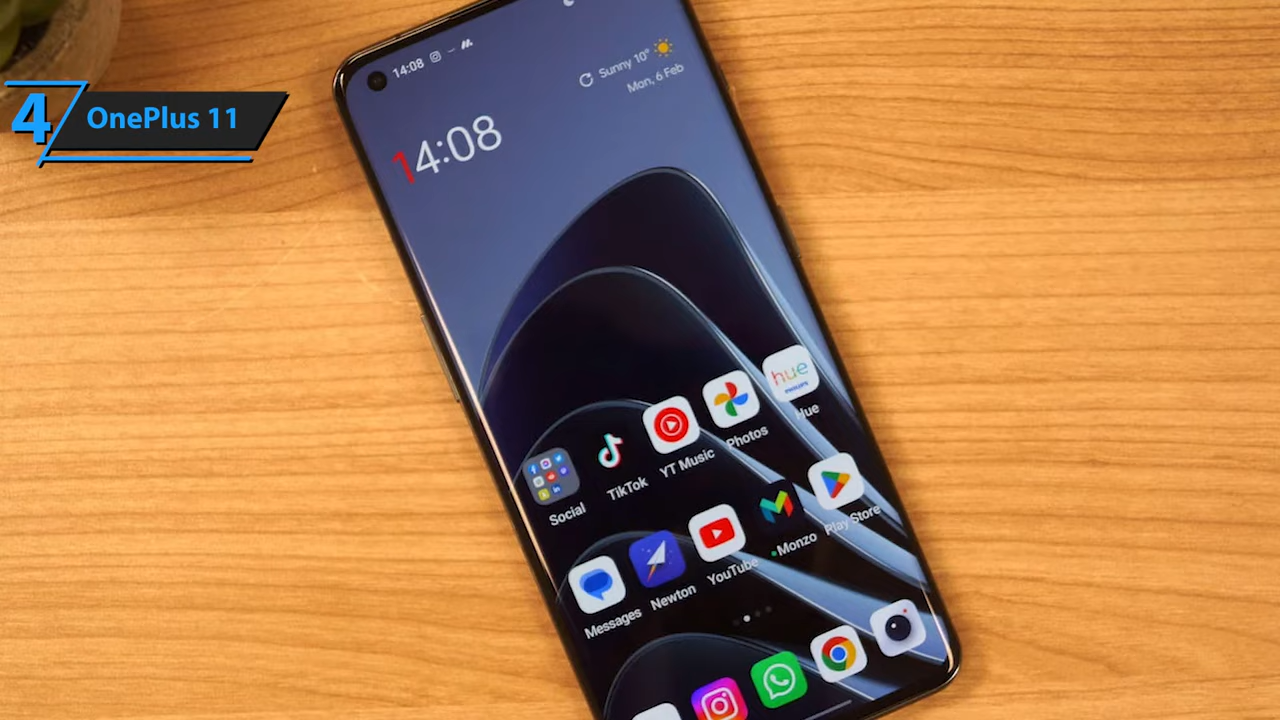 4
OnePlus 11
14:08
Sunny 10°
Mon, 6 Feb
14:08
hue
PHILIPS
Social
TikTok
YT Music
Photos
Hue
Messages
Newton
YouTube
Monzo
Play Store